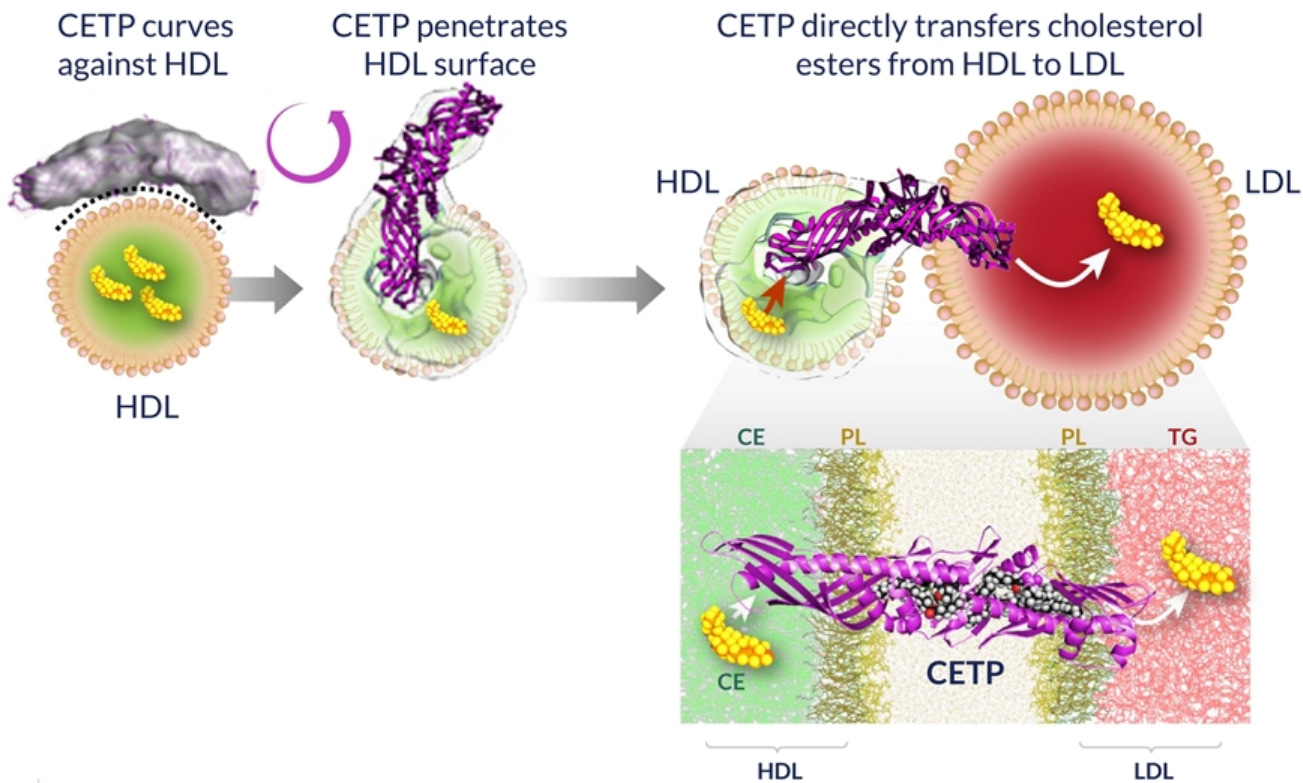 CETP curves
against HDL
CETP penetrates
HDL surface
CETP directly transfers cholesterol
esters from HDL to LDL
HDL
HDL
LDL
CE
PL
PL
TG
CE
CETP
HDL
LDL